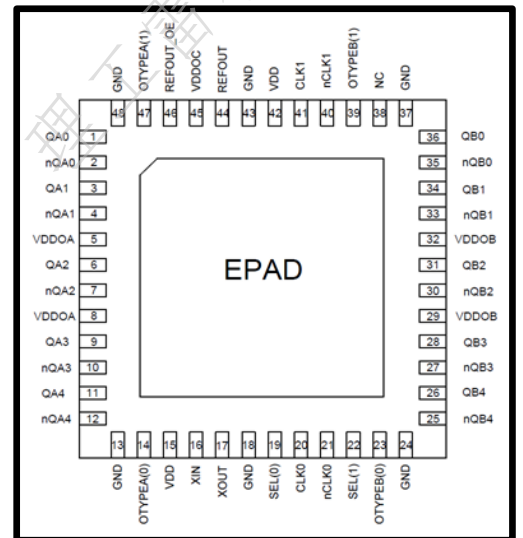 GND
OTYPEA(1)
REFOUT_OE
VDDOC
REFOUT
GND
VDD
CLK1
nCLK1
OTYPEB(1)
NC
GND
48 47 46 45 44 43 42 41 40 39 38 37
QA0 1 36 QB0
nQA0 2 35 nQB0
QA1 3 34 QB1
nQA1 4 33 nQB1
VDDOA 5 32 VDDOB
QA2 6 31 QB2
nQA2 7 30 nQB2
VDDOA 8 29 VDDOB
QA3 9 28 QB3
nQA3 10 27 nQB3
QA4 11 26 QB4
nQA4 12 25 nQB4
EPAD
13 14 15 16 17 18 19 20 21 22 23 24
GND
OTYPEA(0)
VDD
XIN
XOUT
GND
SEL(0)
CLK0
nCLK0
SEL(1)
OTYPEB(0)
GND
理工雷